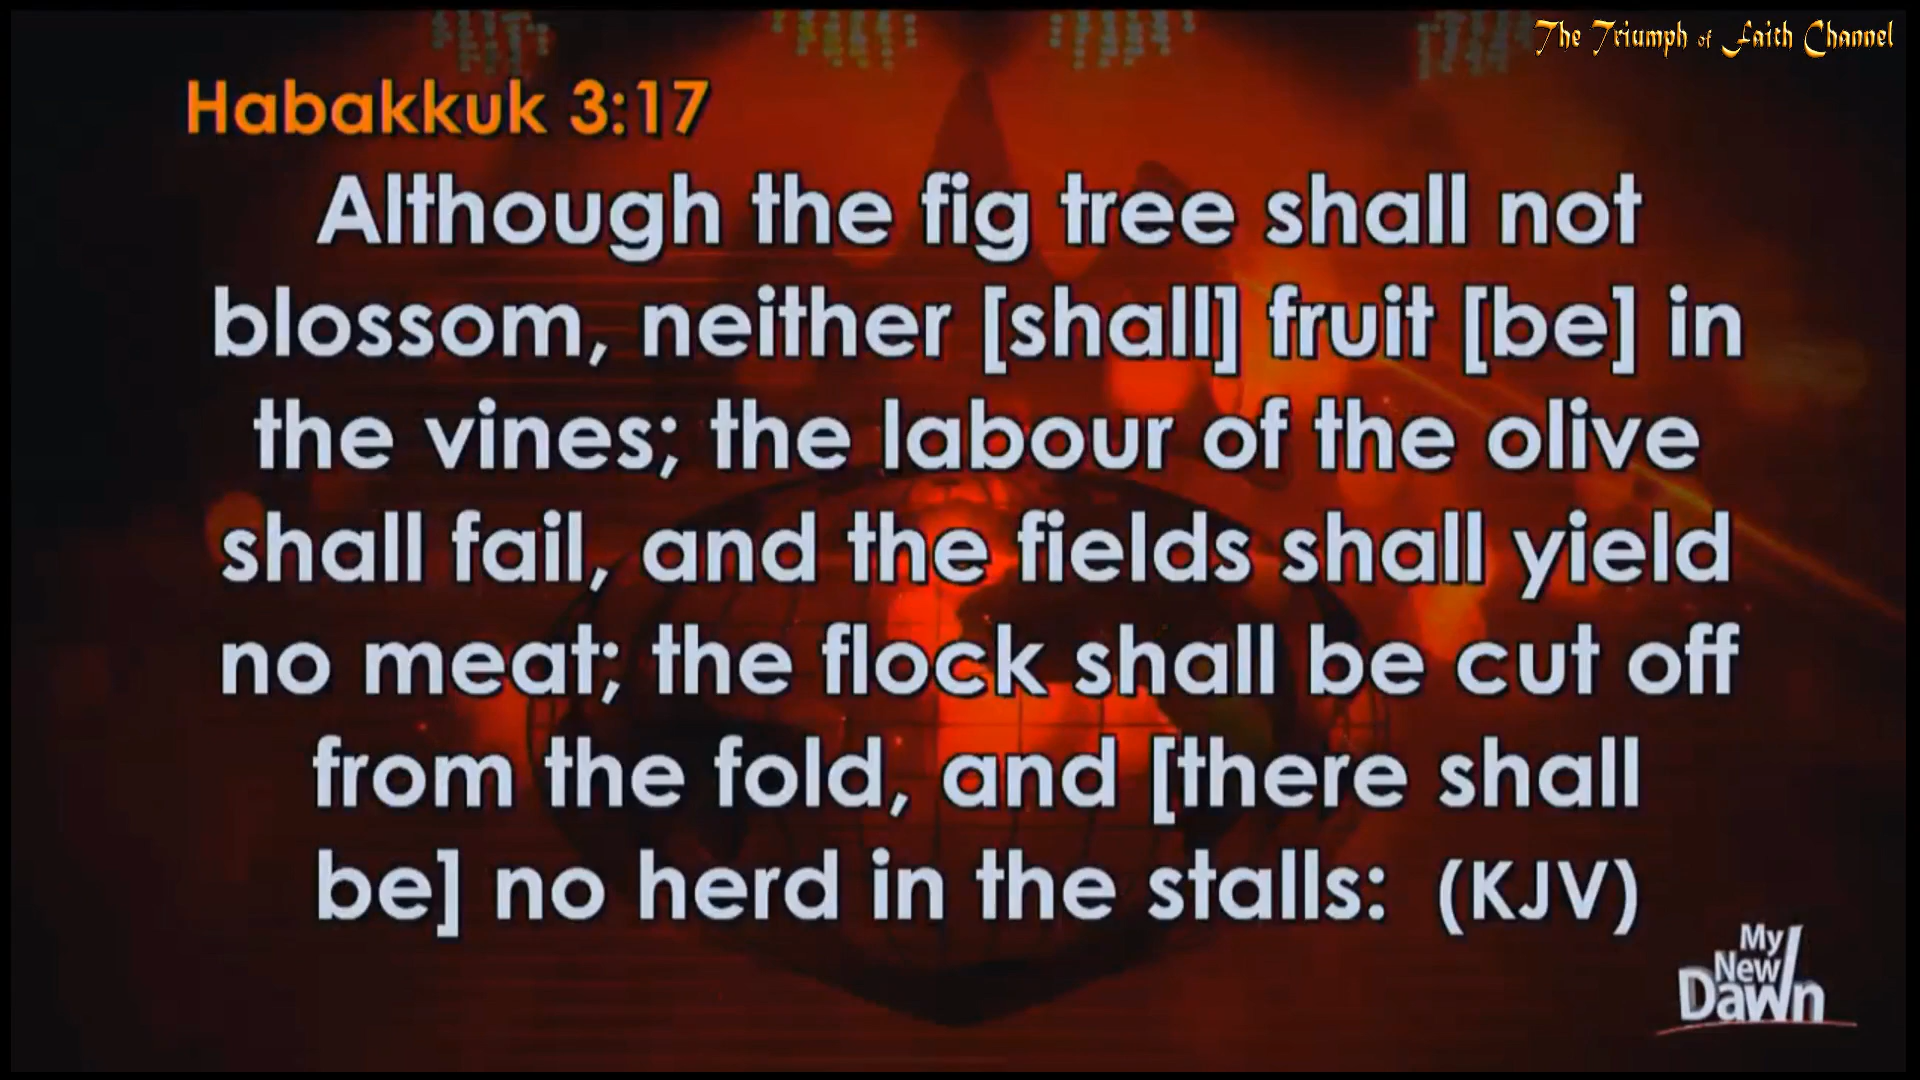 The Triumph of Faith Channel
Habakkuk 3:17
Although the fig tree shall not
blossom, neither [shall] fruit [be] in
the vines; the labour of the olive
shall fail, and the fields shall yield
no meat; the flock shall be cut off
from the fold, and [there shall
be] no herd in the stalls: (KJV)
My
New
Dawn